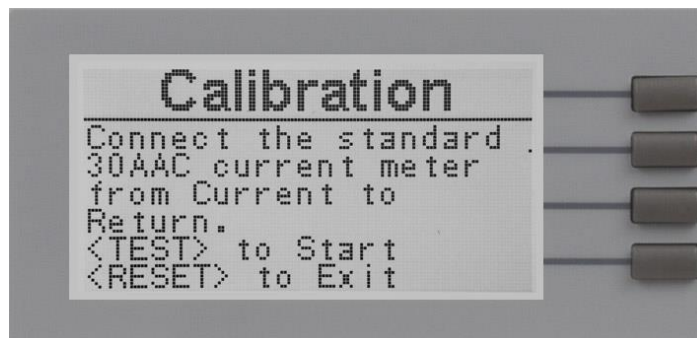 Calibration
Connect the standard .
30AAC current meter
from Current to
Return.
<TEST> to Start
<RESET> to Exit